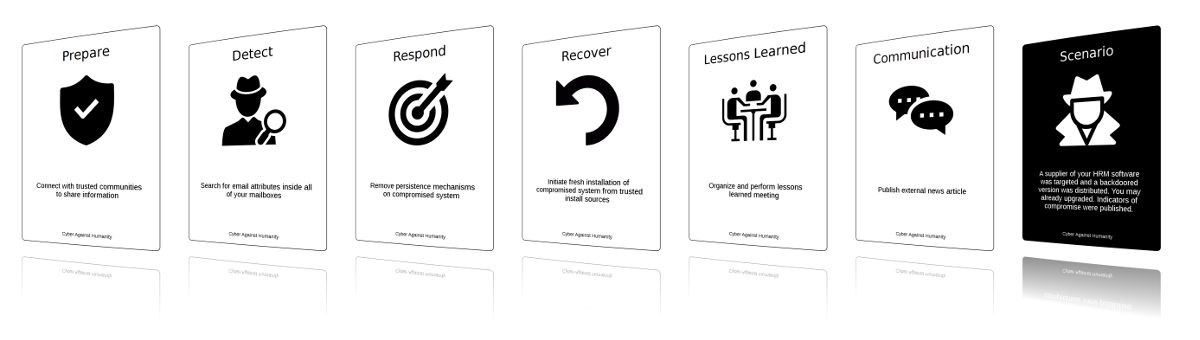 Prepare
Connect with trusted communities
to share information
Cyber Against Humanity
Detect
Search for email attributes inside all
of your mailboxes
Cyber Against Humanity
Respond
Remove persistence mechanisms
on compromised system
Cyber Against Humanity
Recover
Initiate fresh installation of
compromised system from trusted
install sources
Cyber Against Humanity
Lessons Learned
Organize and perform lessons
learned meeting
Cyber Against Humanity
Communication
Publish external news article
Cyber Against Humanity
Scenario
A supplier of your HRM software
was targeted and a backdoored
version was distributed. You may
already upgraded. Indicators of
compromise were published.
Cyber Against Humanity